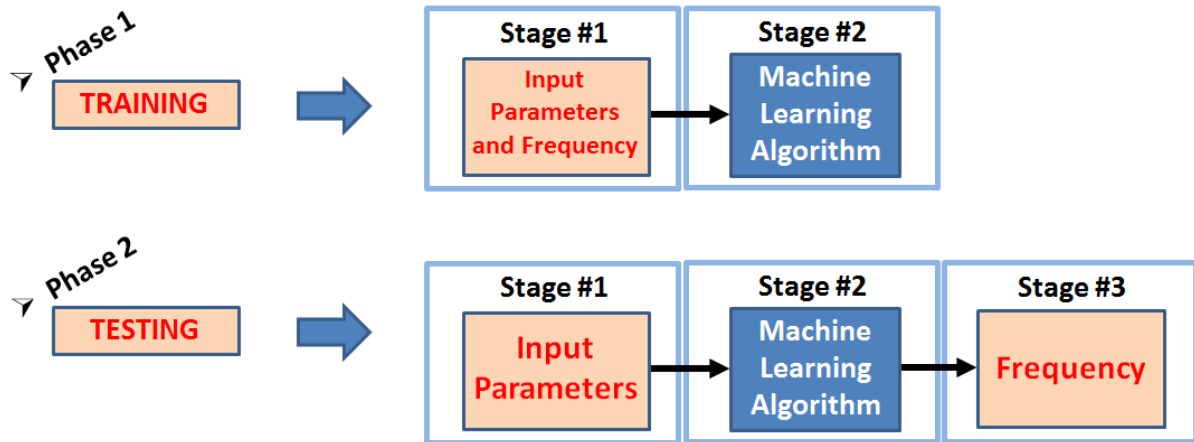 Phase 1
TRAINING
Stage #1
Input
Parameters
and Frequency
Stage #2
Machine
Learning
Algorithm
Phase 2
TESTING
Stage #1
Input
Parameters
Stage #2
Machine
Learning
Algorithm
Stage #3
Frequency